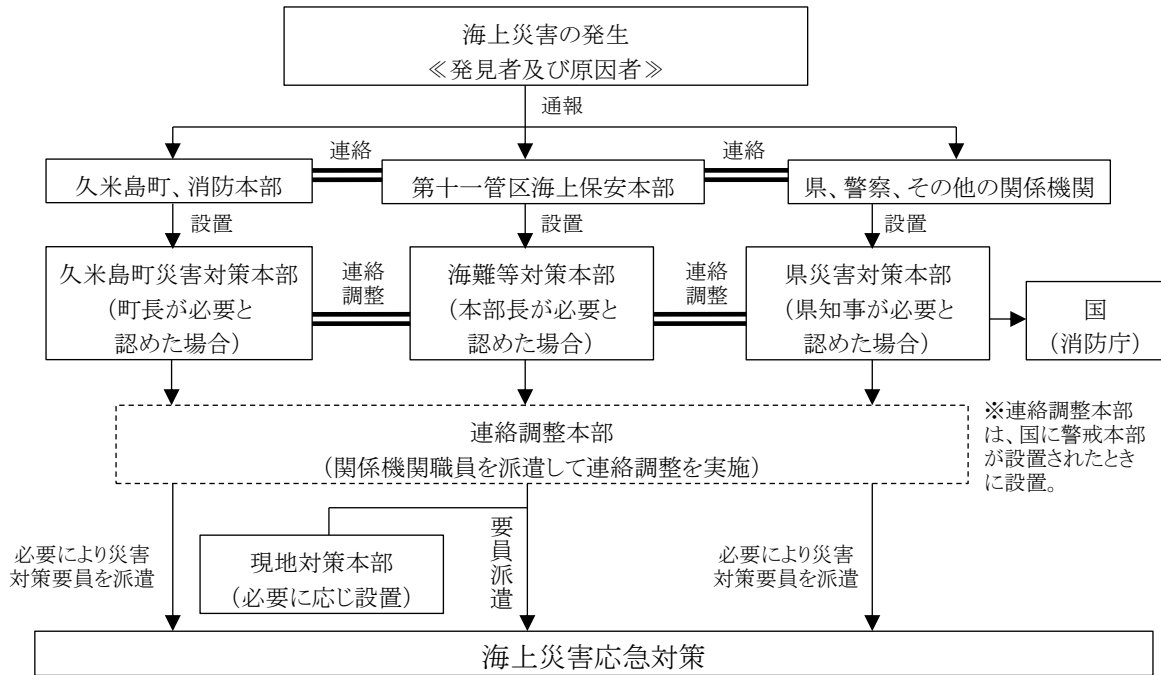 海上災害の発生
≪発見者及び原因者≫
通報
久米島町、消防本部
連絡
第十一管区海上保安本部
連絡
県、警察、その他の関係機関
設置
設置
設置
久米島町災害対策本部
(町長が必要と
認めた場合)
連絡
調整
海難等対策本部
(本部長が必要と
認めた場合)
連絡
調整
県災害対策本部
(県知事が必要と
認めた場合)
国
(消防庁)
連絡調整本部
(関係機関職員を派遣して連絡調整を実施)
※連絡調整本部
は、国に警戒本部
が設置されたとき
に設置。
必要により災害
対策要員を派遣
現地対策本部
(必要に応じ設置)
要員派遣
必要により災害
対策要員を派遣
海上災害応急対策